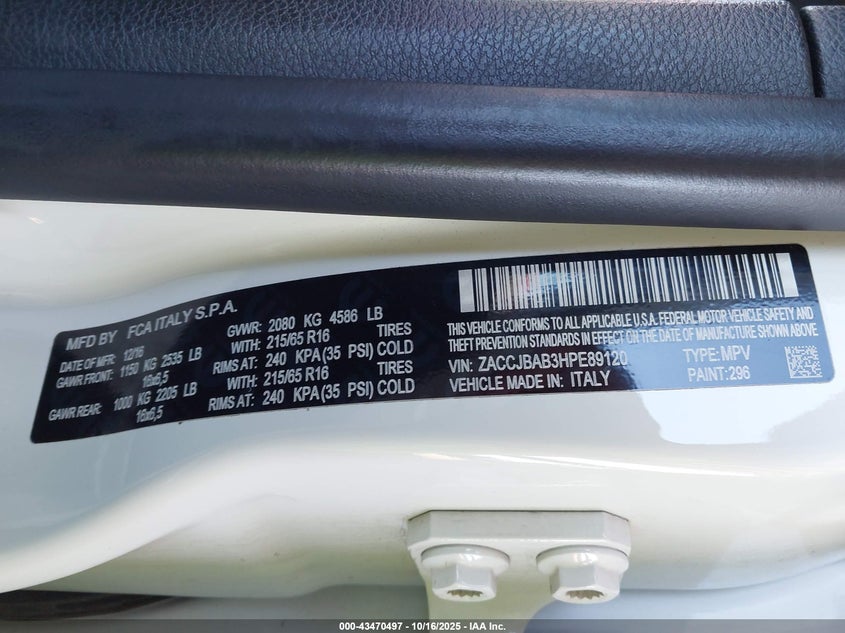 MFD BY FCA ITALY S.P.A.
DATE OF MFR: 12/16 GVWR: 2080 KG 4586 LB
GAWR FRONT: 1150 KG 2535 LB WITH: 215/65 R16 TIRES
16x6,5 RIMS AT: 240 KPA(35 PSI) COLD
GAWR REAR: 1000 KG 2205 LB WITH: 215/65 R16 TIRES
16x6,5 RIMS AT: 240 KPA(35 PSI) COLD
THIS VEHICLE CONFORMS TO ALL APPLICABLE U.S.A. FEDERAL MOTOR VEHICLE SAFETY AND
THEFT PREVENTION STANDARDS IN EFFECT ON THE DATE OF MANUFACTURE SHOWN ABOVE
VIN: ZACCJBAB3HPE89120 TYPE: MPV
VEHICLE MADE IN: ITALY PAINT:296
000-43470497 - 10/16/2025 - IAA Inc.